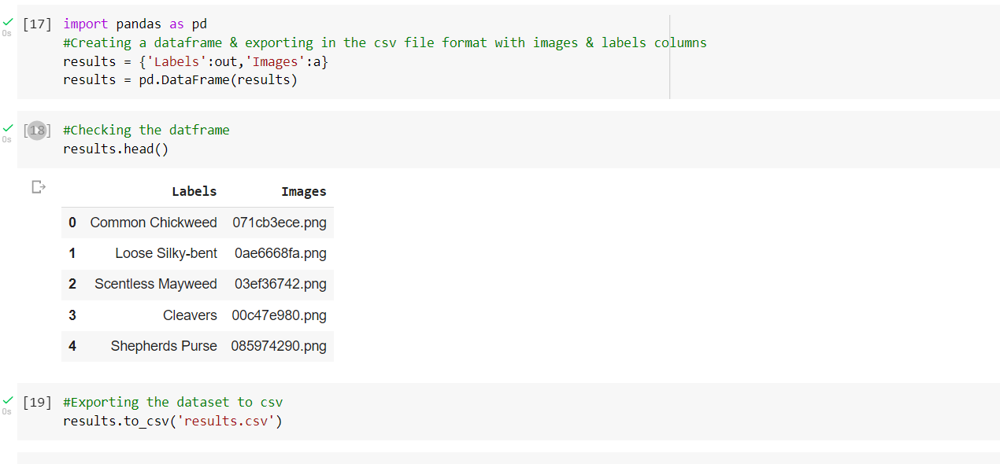 [17] import pandas as pd
0s
#Creating a dataframe & exporting in the csv file format with images & labels columns
results = {'Labels':out,'Images':a}
results = pd.DataFrame(results)
[18] #Checking the datframe
0s
results.head()
Labels Images
0 Common Chickweed 071cb3ece.png
1 Loose Silky-bent 0ae6668fa.png
2 Scentless Mayweed 03ef36742.png
3 Cleavers 00c47e980.png
4 Shepherds Purse 085974290.png
[19] #Exporting the dataset to csv
0s
results.to_csv('results.csv')